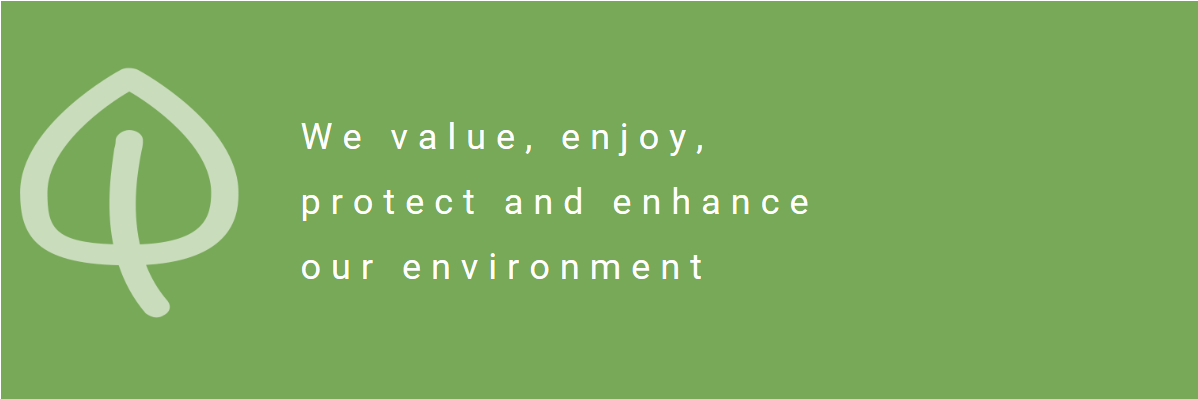 We value, enjoy,
protect and enhance
our environment